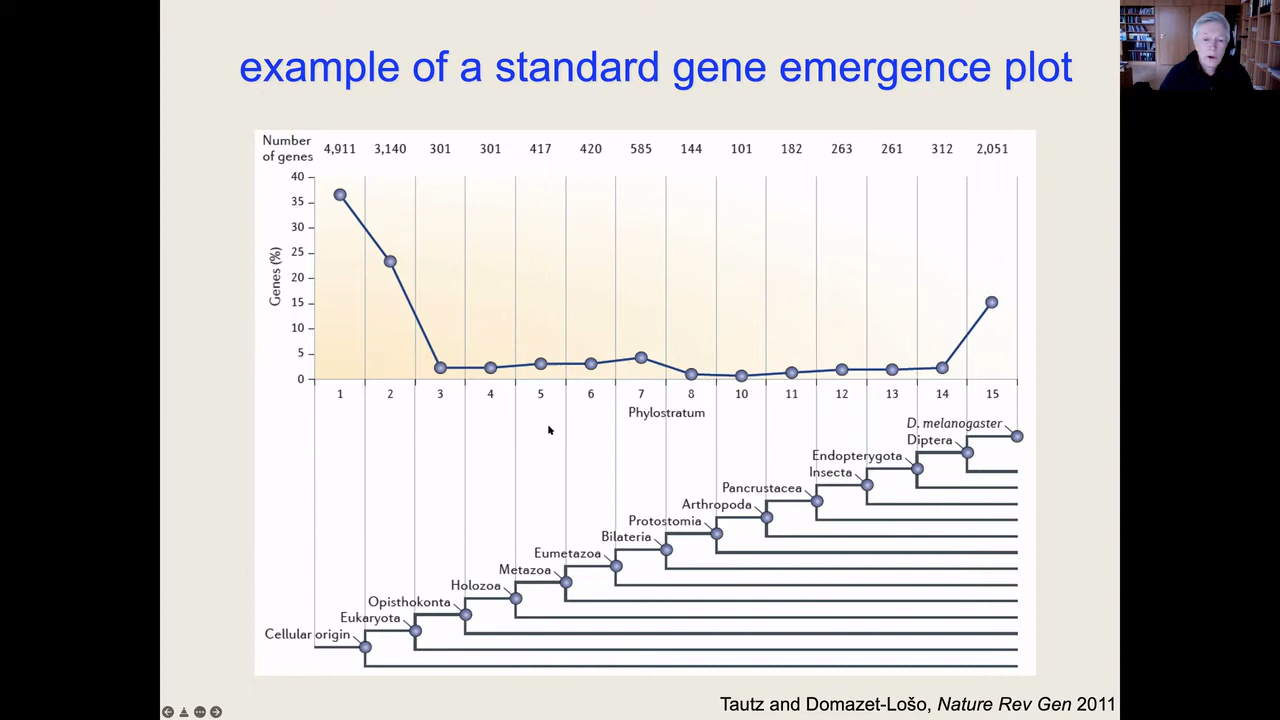 example of a standard gene emergence plot
Number
of genes
4,911 3,140 301 301 417 420 585 144 101 182 263 261 312 2,051
40
35
30
25
20
15
10
5
0
Genes (%)
1 2 3 4 5 6 7 8 10 11 12 13 14 15
Phylostratum
D. melanogaster
Diptera
Endopterygota
Insecta
Pancrustacea
Arthropoda
Protostomia
Bilateria
Eumetazoa
Metazoa
Holozoa
Opisthokonta
Eukaryota
Cellular origin
Tautz and Domazet-Lošo, Nature Rev Gen 2011